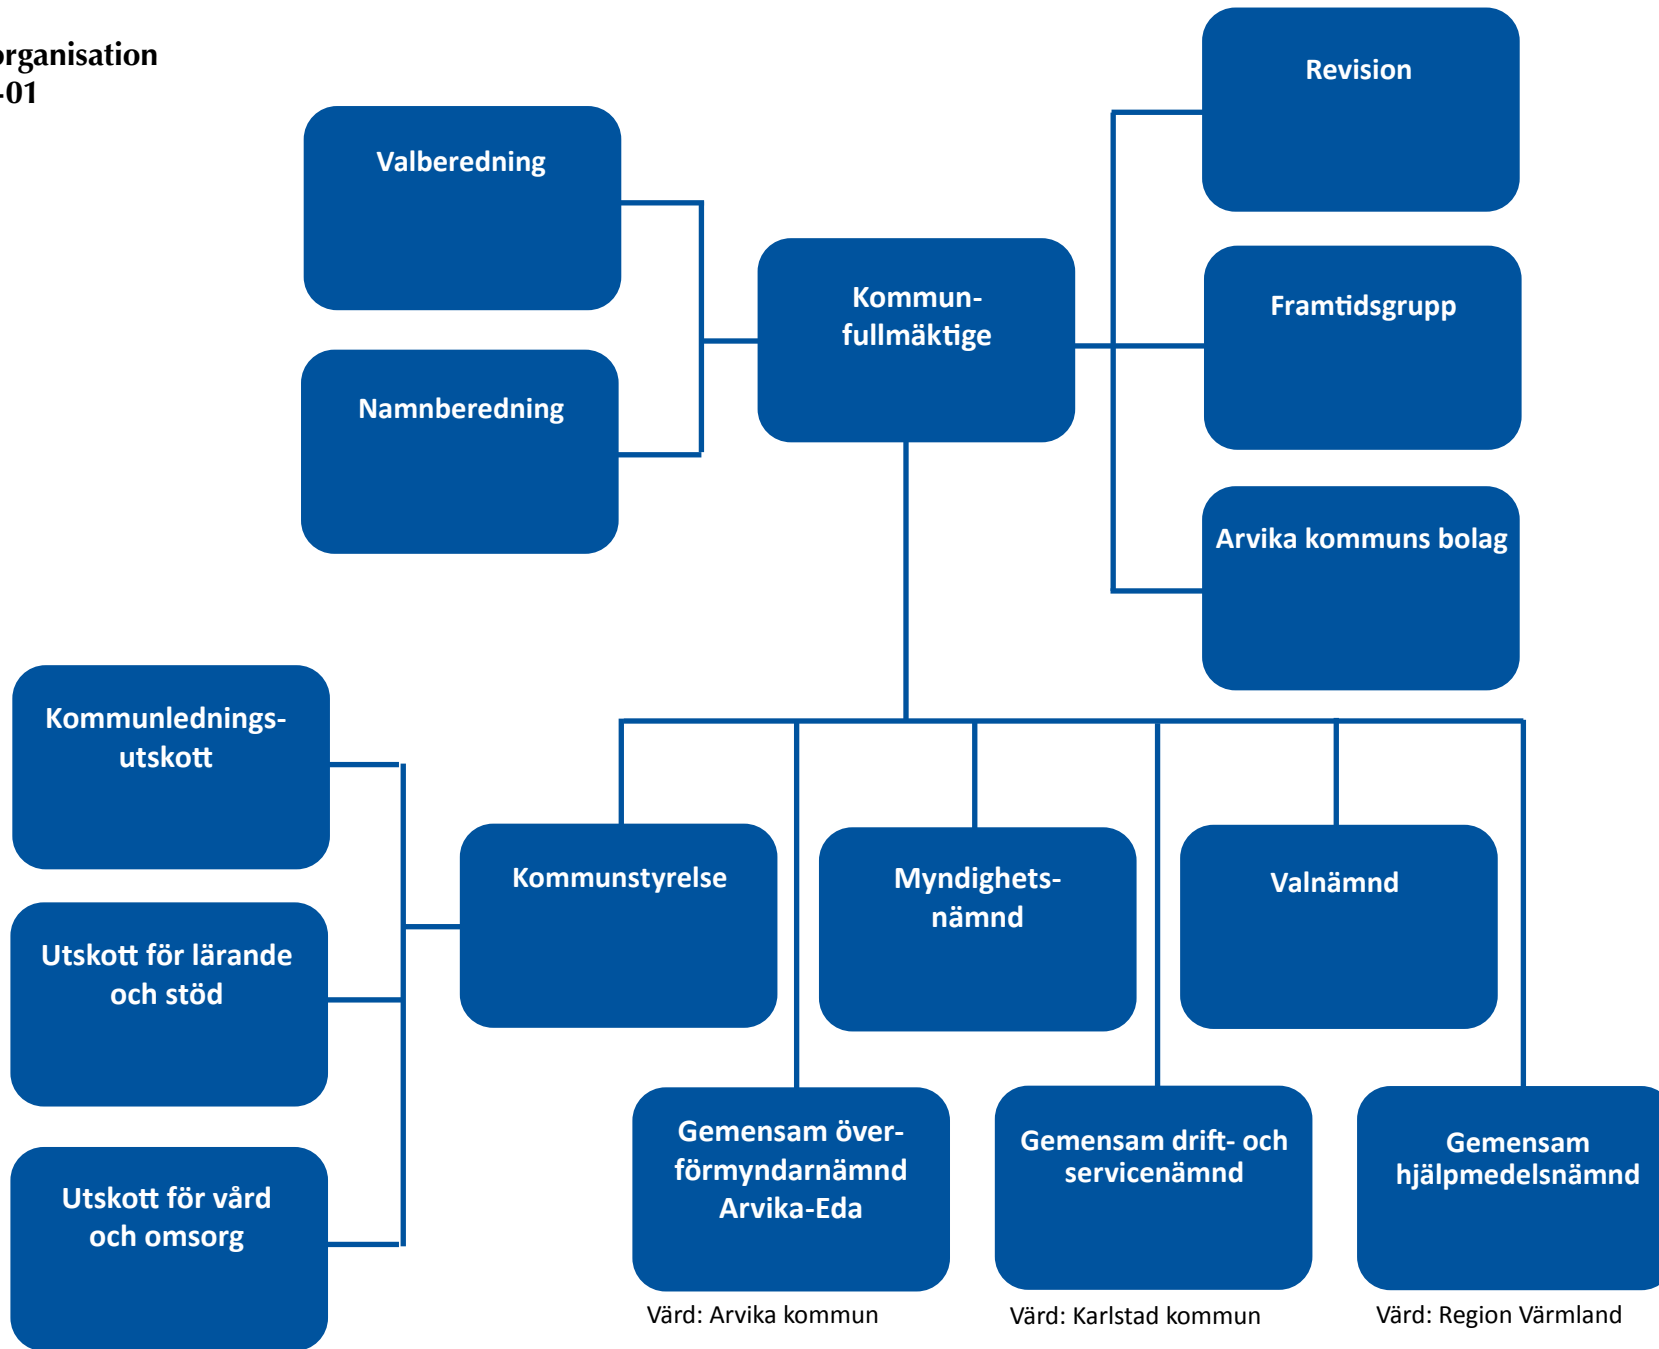 organisation
-01
Revision
Valberedning
Kommun-
fullmäktige
Framtidsgrupp
Namnberedning
Arvika kommuns bolag
Kommunlednings-
utskott
Kommunstyrelse
Myndighets-
nämnd
Valnämnd
Utskott för lärande
och stöd
Utskott för vård
och omsorg
Gemensam över-
förmyndarnämnd
Arvika-Eda
Gemensam drift- och
servicenämnd
Gemensam
hjälpmedelsnämnd
Värd: Arvika kommun
Värd: Karlstad kommun
Värd: Region Värmland